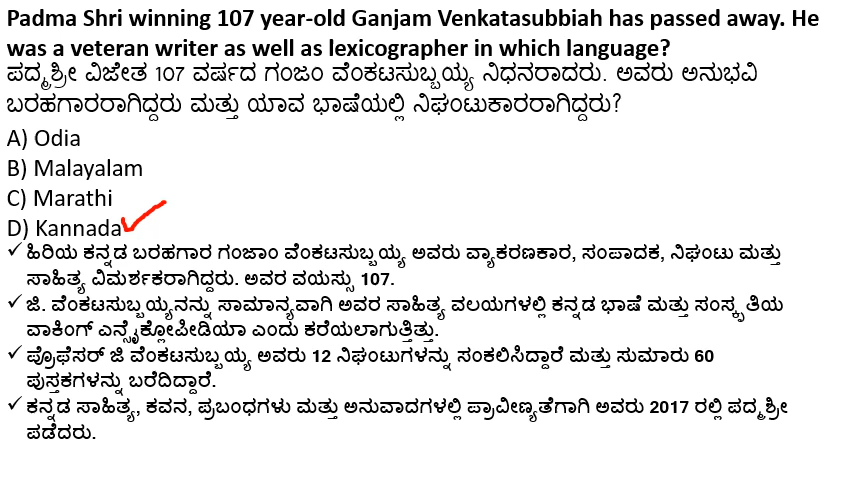 Padma Shri winning 107 year-old Ganjam Venkatasubbiah has passed away. He
was a veteran writer as well as lexicographer in which language?
ಪದ್ಮಶ್ರೀ ವಿಜೇತ 107 ವರ್ಷದ ಗಂಜಂ ವೆಂಕಟಸುಬ್ಬಯ್ಯ ನಿಧನರಾದರು. ಅವರು ಅನುಭವಿ
ಬರಹಗಾರರಾಗಿದ್ದರು ಮತ್ತು ಯಾವ ಭಾಷೆಯಲ್ಲಿ ನಿಘಂಟುಕಾರರಾಗಿದ್ದರು?
A) Odia
B) Malayalam
C) Marathi
D) Kannada
✓ ಹಿರಿಯ ಕನ್ನಡ ಬರಹಗಾರ ಗಂಜಾಂ ವೆಂಕಟಸುಬ್ಬಯ್ಯ ಅವರು ವ್ಯಾಕರಣಕಾರ, ಸಂಪಾದಕ, ನಿಘಂಟು ಮತ್ತು
ಸಾಹಿತ್ಯ ವಿಮರ್ಶಕರಾಗಿದ್ದರು. ಅವರ ವಯಸ್ಸು 107.
✓ ಜಿ. ವೆಂಕಟಸುಬ್ಬಯ್ಯನನ್ನು ಸಾಮಾನ್ಯವಾಗಿ ಅವರ ಸಾಹಿತ್ಯ ವಲಯಗಳಲ್ಲಿ ಕನ್ನಡ ಭಾಷೆ ಮತ್ತು ಸಂಸ್ಕೃತಿಯ
ವಾಕಿಂಗ್ ಎನ್ಸೈಕ್ಲೋಪೀಡಿಯಾ ಎಂದು ಕರೆಯಲಾಗುತ್ತಿತ್ತು.
✓ ಪ್ರೊಫೆಸರ್ ಜಿ ವೆಂಕಟಸುಬ್ಬಯ್ಯ ಅವರು 12 ನಿಘಂಟುಗಳನ್ನು ಸಂಕಲಿಸಿದ್ದಾರೆ ಮತ್ತು ಸುಮಾರು 60
ಪುಸ್ತಕಗಳನ್ನು ಬರೆದಿದ್ದಾರೆ.
✓ ಕನ್ನಡ ಸಾಹಿತ್ಯ, ಕವನ, ಪ್ರಬಂಧಗಳು ಮತ್ತು ಅನುವಾದಗಳಲ್ಲಿ ಪ್ರಾವೀಣ್ಯತೆಗಾಗಿ ಅವರು 2017 ರಲ್ಲಿ ಪದ್ಮಶ್ರೀ
ಪಡೆದರು.